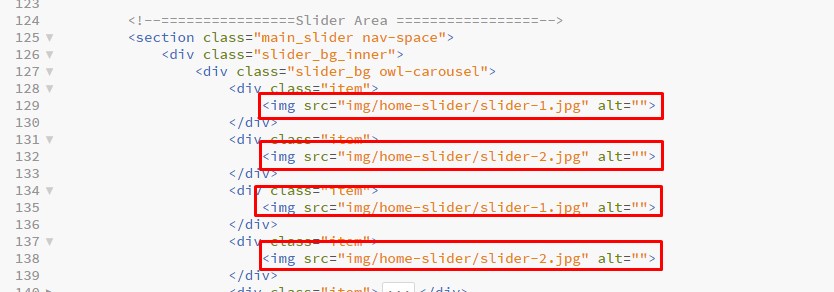 123
124 <!--================Slider Area =================-->
125 <section class="main_slider nav-space">
126 <div class="slider_bg_inner">
127 <div class="slider_bg owl-carousel">
128 <div class="item">
129 <img src="img/home-slider/slider-1.jpg" alt="">
130 </div>
131 <div class="item">
132 <img src="img/home-slider/slider-2.jpg" alt="">
133 </div>
134 <div class="item">
135 <img src="img/home-slider/slider-1.jpg" alt="">
136 </div>
137 <div class="item">
138 <img src="img/home-slider/slider-2.jpg" alt="">
139 </div>
140 <div class="item"> ... </div>